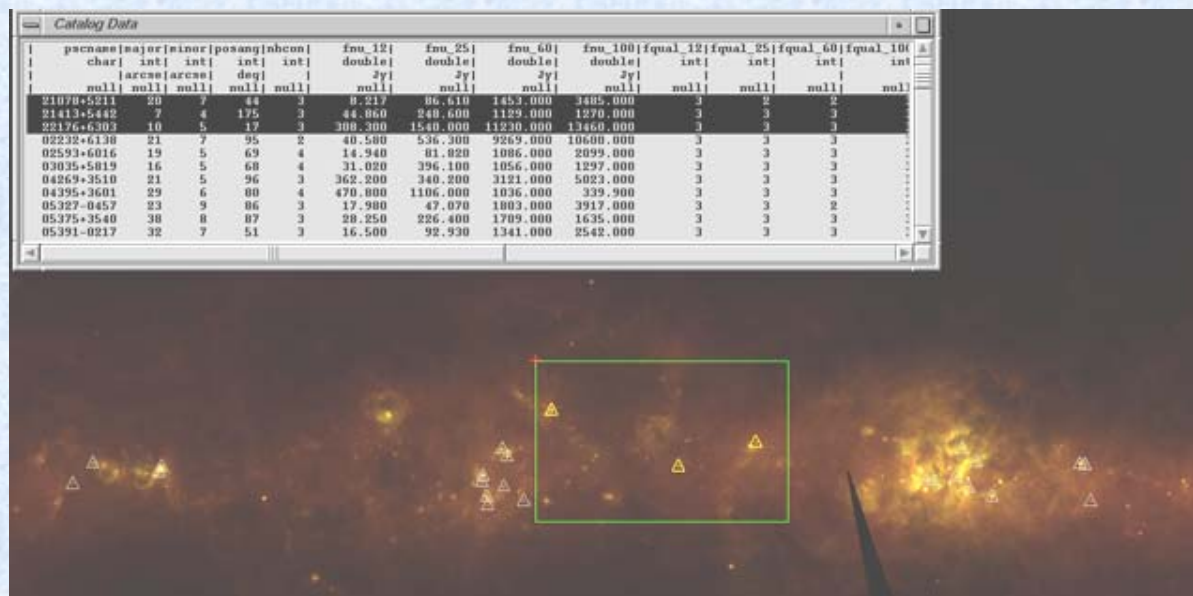 Catalog Data
| pscname|major|minor|posang|nhcon| fnu_12| fnu_25| fnu_60| fnu_100|fqual_12|fqual_25|fqual_60|fqual_100
| char| int| int| int| int| double| double| double| double| int| int| int| int
| |arcse|arcse| deg| | Jy| Jy| Jy| Jy| | | |
| null| null| null| null| null| null| null| null| null| null| null| null| null
21078+5211 20 7 44 3 8.217 86.610 1453.000 3485.000 3 2 2
21413+5442 7 4 175 3 44.860 248.600 1129.000 1270.000 3 3 3
22176+6303 10 5 17 3 308.300 1540.000 11230.000 13460.000 3 3 3
02232+6138 21 7 95 2 40.580 536.300 9269.000 10600.000 3 3 3
02593+6016 19 5 69 4 14.940 81.820 1086.000 2099.000 3 3 3
03035+5819 16 5 68 4 31.020 396.100 1056.000 1297.000 3 3 3
04269+3510 21 5 96 3 362.200 340.200 3121.000 5023.000 3 3 3
04395+3601 29 6 80 4 470.800 1106.000 1036.000 339.900 3 3 3
05327-0457 23 9 86 3 17.980 47.070 1803.000 3917.000 3 3 2
05375+3540 38 8 87 3 28.250 226.400 1709.000 1635.000 3 3 3
05391-0217 32 7 51 3 16.500 92.930 1341.000 2542.000 3 3 3